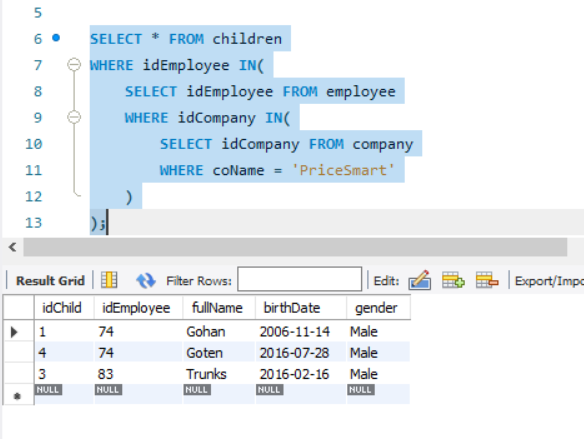 5
6 SELECT * FROM children
7 WHERE idEmployee IN(
8 SELECT idEmployee FROM employee
9 WHERE idCompany IN(
10 SELECT idCompany FROM company
11 WHERE coName = 'PriceSmart'
12 )
13 );
Result Grid Filter Rows: Edit: Export/Impo
idChild idEmployee fullName birthDate gender
1 74 Gohan 2006-11-14 Male
4 74 Goten 2016-07-28 Male
3 83 Trunks 2016-02-16 Male
NULL NULL NULL NULL NULL